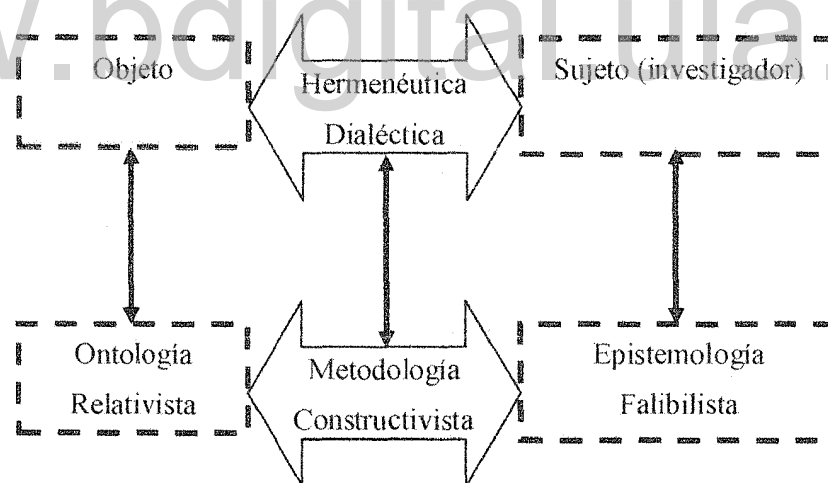 Objeto
Hermenéutica
Dialéctica
Sujeto (investigador)
Ontología
Relativista
Metodología
Constructivista
Epistemología
Falibilista